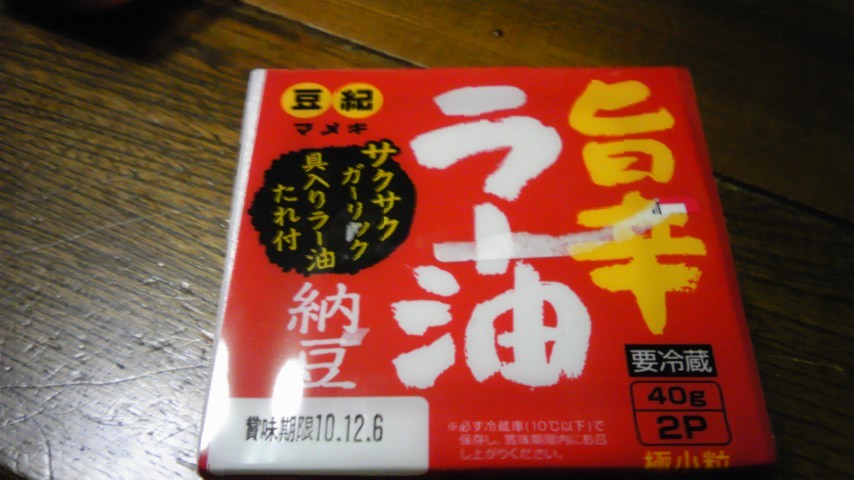 旨辛
ラー油
豆紀
マメキ
サクサク
ガーリック
具入りラー油
たれ付
納豆
要冷蔵
40g
2P
極小粒
賞味期限10.12.6
※必ず冷蔵庫(10℃以下)で
保存し、賞味期限内にお召
し上がりください。